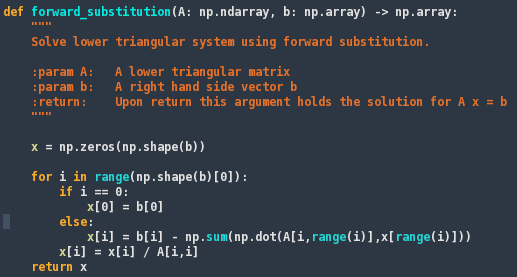 def forward_substitution(A: np.ndarray, b: np.array) -> np.array:
    """
    Solve lower triangular system using forward substitution.

    :param A:   A lower triangular matrix
    :param b:   A right hand side vector b
    :return:    Upon return this argument holds the solution for A x = b
    """

    x = np.zeros(np.shape(b))

    for i in range(np.shape(b)[0]):
        if i == 0:
            x[0] = b[0]
        else:
            x[i] = b[i] - np.sum(np.dot(A[i,range(i)],x[range(i)]))
        x[i] = x[i] / A[i,i]
    return x